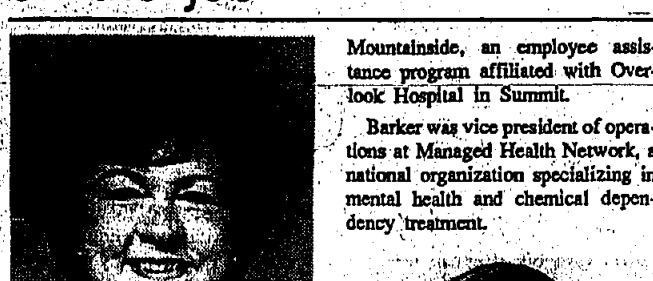 Mountainside, an employee assis-
tance program affiliated with Over-
look Hospital in Summit.
Barker was vice president of opera-
tions at Managed Health Network, a
national organization specializing in
mental health and chemical depen-
dency treatment.